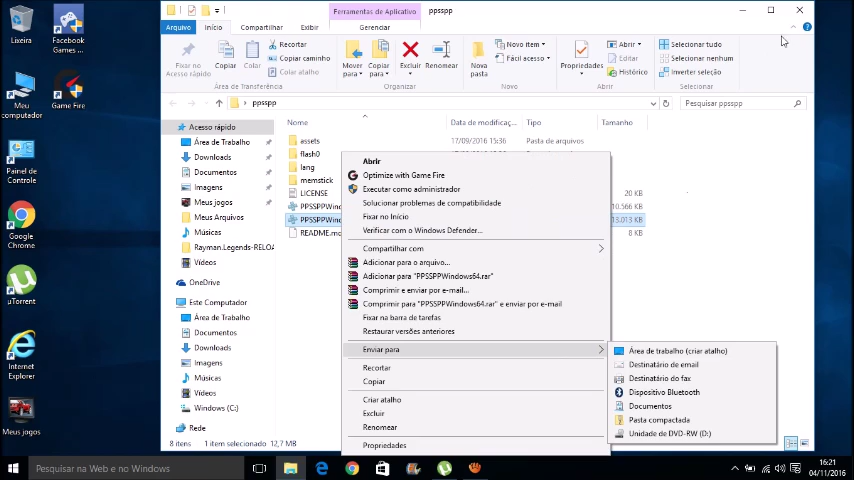 Lixeira
Facebook Games ...
Meu computador
Game Fire
Painel de Controle
Google Chrome
µTorrent
Internet Explorer
Meus jogos
Ferramentas de Aplicativo
ppsspp
Arquivo
Início
Compartilhar
Exibir
Gerenciar
Fixar no Acesso rápido
Copiar
Colar
Recortar
Copiar caminho
Colar atalho
Área de Transferência
Mover para
Copiar para
Excluir
Renomear
Organizar
Nova pasta
Novo item
Fácil acesso
Novo
Propriedades
Abrir
Editar
Histórico
Abrir
Selecionar tudo
Selecionar nenhum
Inverter seleção
Selecionar
ppsspp
Pesquisar ppsspp
Nome
Data de modificaç...
Tipo
Tamanho
Acesso rápido
Área de Trabalho
Downloads
Documentos
Imagens
Meus jogos
Meus Arquivos
Músicas
Rayman.Legends-RELOA
Vídeos
OneDrive
Este Computador
Área de Trabalho
Documentos
Downloads
Imagens
Músicas
Vídeos
Windows (C:)
Rede
assets 17/09/2016 15:36 Pasta de arquivos
flash0
lang
memstick
LICENSE 20 KB
PPSSPPWind 10.566 KB
PPSSPPWind 13.013 KB
README.md 8 KB
Abrir
Optimize with Game Fire
Executar como administrador
Solucionar problemas de compatibilidade
Fixar no Início
Verificar com o Windows Defender...
Compartilhar com
Adicionar para o arquivo...
Adicionar para "PPSSPPWindows64.rar"
Comprimir e enviar por e-mail...
Comprimir para "PPSSPPWindows64.rar" e enviar por e-mail
Fixar na barra de tarefas
Restaurar versões anteriores
Enviar para
Recortar
Copiar
Criar atalho
Excluir
Renomear
Propriedades
Área de trabalho (criar atalho)
Destinatário de email
Destinatário do fax
Dispositivo Bluetooth
Documentos
Pasta compactada
Unidade de DVD-RW (D:)
8 itens
1 item selecionado 12,7 MB
Pesquisar na Web e no Windows
16:21
04/11/2016